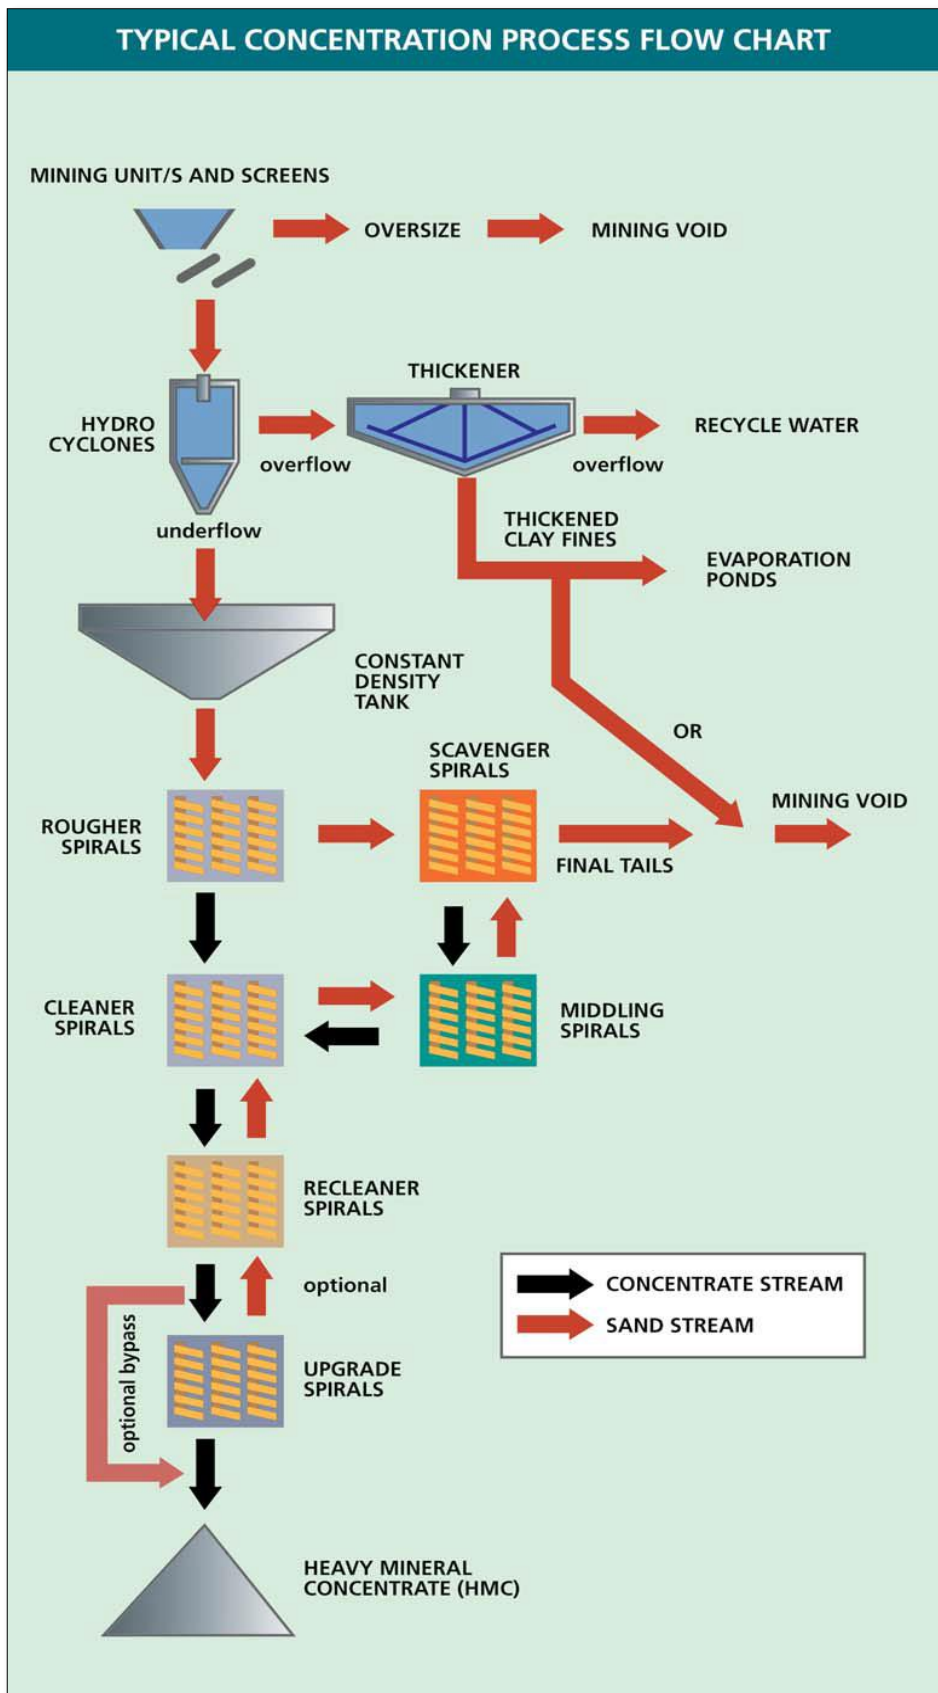 TYPICAL CONCENTRATION PROCESS FLOW CHART
MINING UNIT/S AND SCREENS
OVERSIZE
MINING VOID
THICKENER
HYDRO
CYCLONES
overflow
overflow
RECYCLE WATER
underflow
THICKENED
CLAY FINES
EVAPORATION
PONDS
CONSTANT
DENSITY
TANK
OR
SCAVENGER
SPIRALS
MINING VOID
ROUGHER
SPIRALS
FINAL TAILS
CLEANER
SPIRALS
MIDDLING
SPIRALS
RECLEANER
SPIRALS
optional
CONCENTRATE STREAM
SAND STREAM
optional bypass
UPGRADE
SPIRALS
HEAVY MINERAL
CONCENTRATE (HMC)